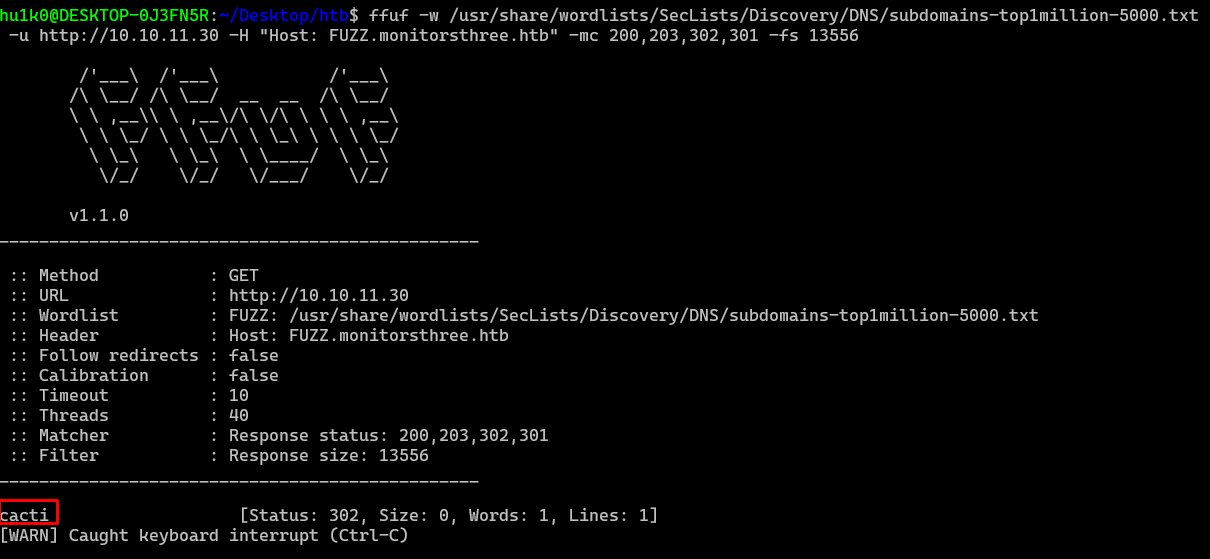 hu1k0@DESKTOP-0J3FN5R:~/Desktop/htb$ ffuf -w /usr/share/wordlists/SecLists/Discovery/DNS/subdomains-top1million-5000.txt
 -u http://10.10.11.30 -H "Host: FUZZ.monitorsthree.htb" -mc 200,203,302,301 -fs 13556

        /'___\  /'___\           /'___\
       /\ \__/ /\ \__/  __  __  /\ \__/
       \ \ ,__\\ \ ,__\/\ \/\ \ \ \ ,__\
        \ \ \_/ \ \ \_/\ \ \_\ \ \ \ \_/
         \ \_\   \ \_\  \ \____/  \ \_\
          \/_/    \/_/   \/___/    \/_/

       v1.1.0
________________________________________________

 :: Method           : GET
 :: URL              : http://10.10.11.30
 :: Wordlist         : FUZZ: /usr/share/wordlists/SecLists/Discovery/DNS/subdomains-top1million-5000.txt
 :: Header           : Host: FUZZ.monitorsthree.htb
 :: Follow redirects : false
 :: Calibration      : false
 :: Timeout          : 10
 :: Threads          : 40
 :: Matcher          : Response status: 200,203,302,301
 :: Filter           : Response size: 13556
________________________________________________

cacti                   [Status: 302, Size: 0, Words: 1, Lines: 1]
[WARN] Caught keyboard interrupt (Ctrl-C)